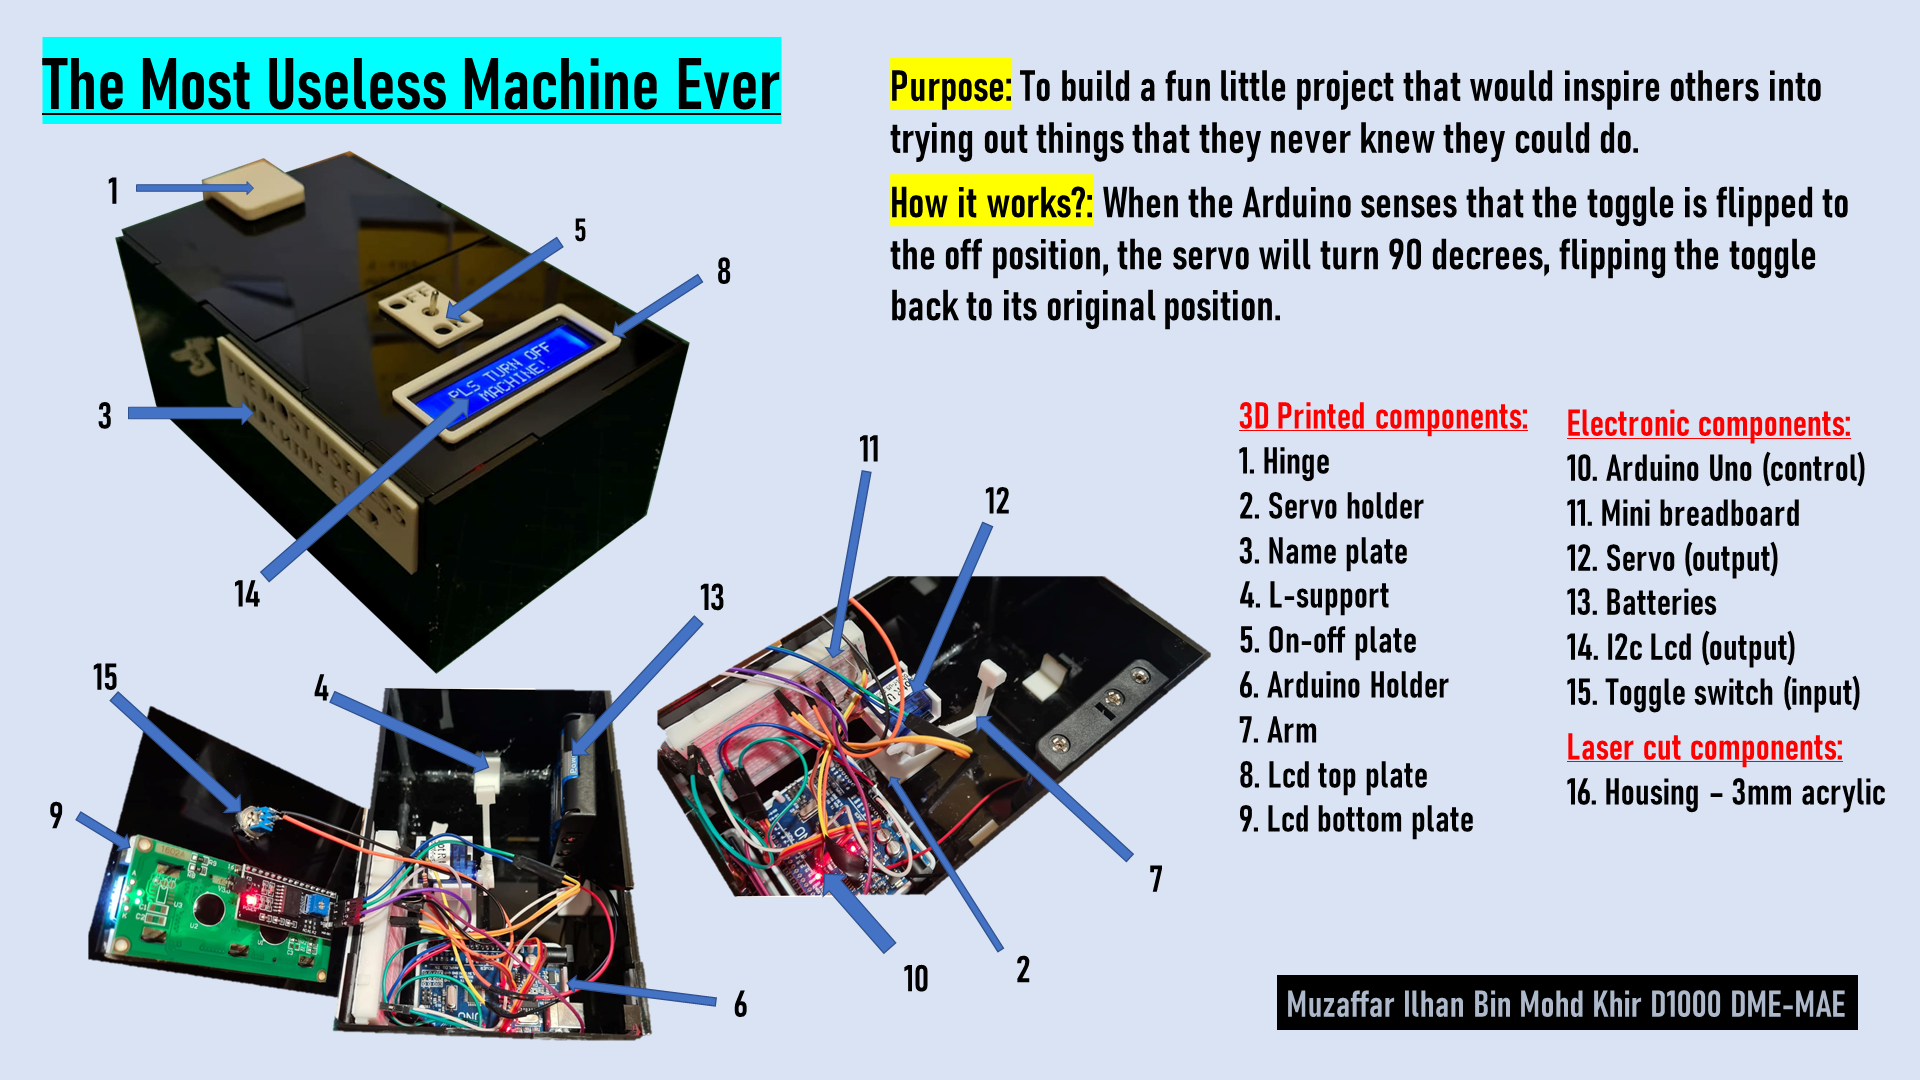 The Most Useless Machine Ever
Purpose: To build a fun little project that would inspire others into
trying out things that they never knew they could do.
How it works?: When the Arduino senses that the toggle is flipped to
the off position, the servo will turn 90 decrees, flipping the toggle
back to its original position.
1
5
8
3
14
PLS TURN OFF
MACHINE!
THE MOST USELESS
MACHINE EVER
11
12
13
15
4
9
7
10
2
6
3D Printed components:
1. Hinge
2. Servo holder
3. Name plate
4. L-support
5. On-off plate
6. Arduino Holder
7. Arm
8. Lcd top plate
9. Lcd bottom plate
Electronic components:
10. Arduino Uno (control)
11. Mini breadboard
12. Servo (output)
13. Batteries
14. I2c Lcd (output)
15. Toggle switch (input)
Laser cut components:
16. Housing – 3mm acrylic
Muzaffar Ilhan Bin Mohd Khir D1000 DME-MAE